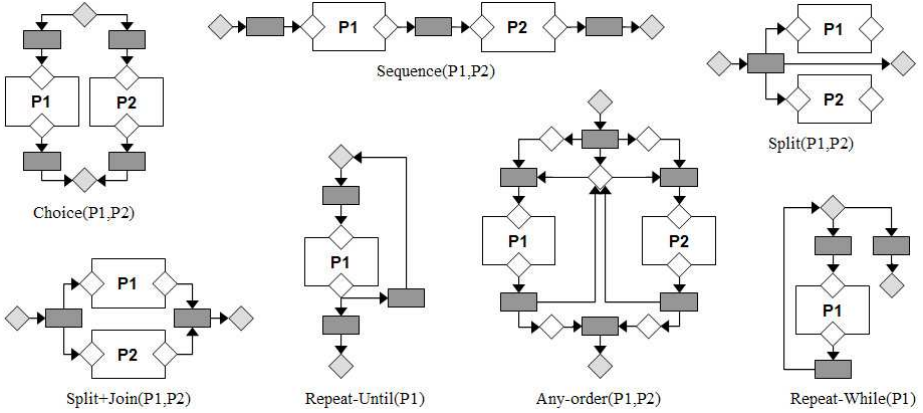 P1 P2
Choice(P1,P2)
P1 P2
Sequence(P1,P2)
P1
P2
Split(P1,P2)
P1
P2
Split+Join(P1,P2)
P1
Repeat-Until(P1)
P1 P2
Any-order(P1,P2)
P1
Repeat-While(P1)